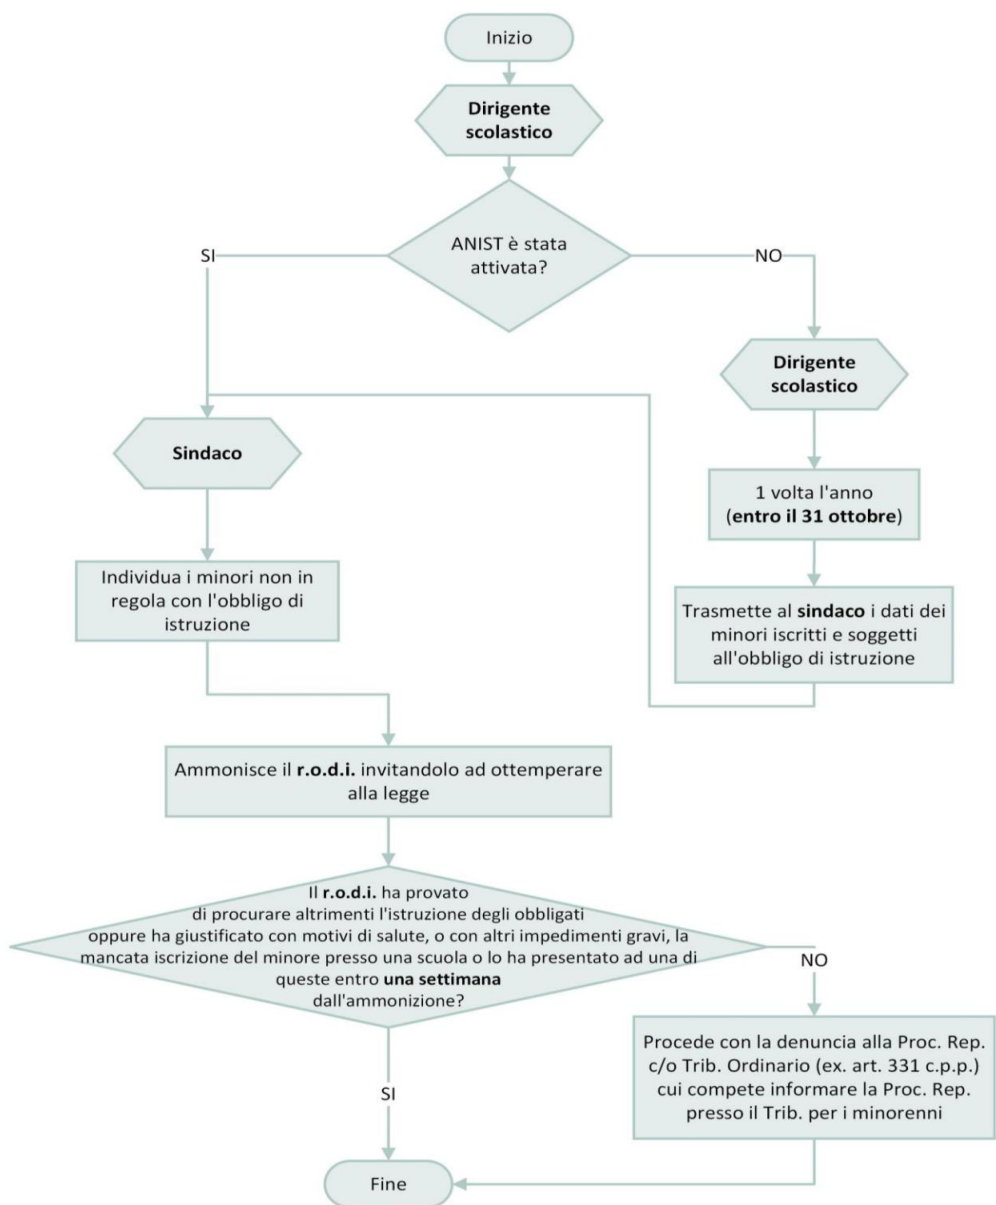 Inizio
Dirigente
scolastico
ANIST è stata
attivata?
SI
NO
Dirigente
scolastico
Sindaco
1 volta l'anno
(entro il 31 ottobre)
Individua i minori non in
regola con l'obbligo di
istruzione
Trasmette al sindaco i dati dei
minori iscritti e soggetti
all'obbligo di istruzione
Ammonisce il r.o.d.i. invitandolo ad ottemperare
alla legge
Il r.o.d.i. ha provato
di procurare altrimenti l'istruzione degli obbligati
oppure ha giustificato con motivi di salute, o con altri impedimenti gravi, la
mancata iscrizione del minore presso una scuola o lo ha presentato ad una di
queste entro una settimana
dall'ammonizione?
NO
Procede con la denuncia alla Proc. Rep.
c/o Trib. Ordinario (ex. art. 331 c.p.p.)
cui compete informare la Proc. Rep.
presso il Trib. per i minorenni
SI
Fine